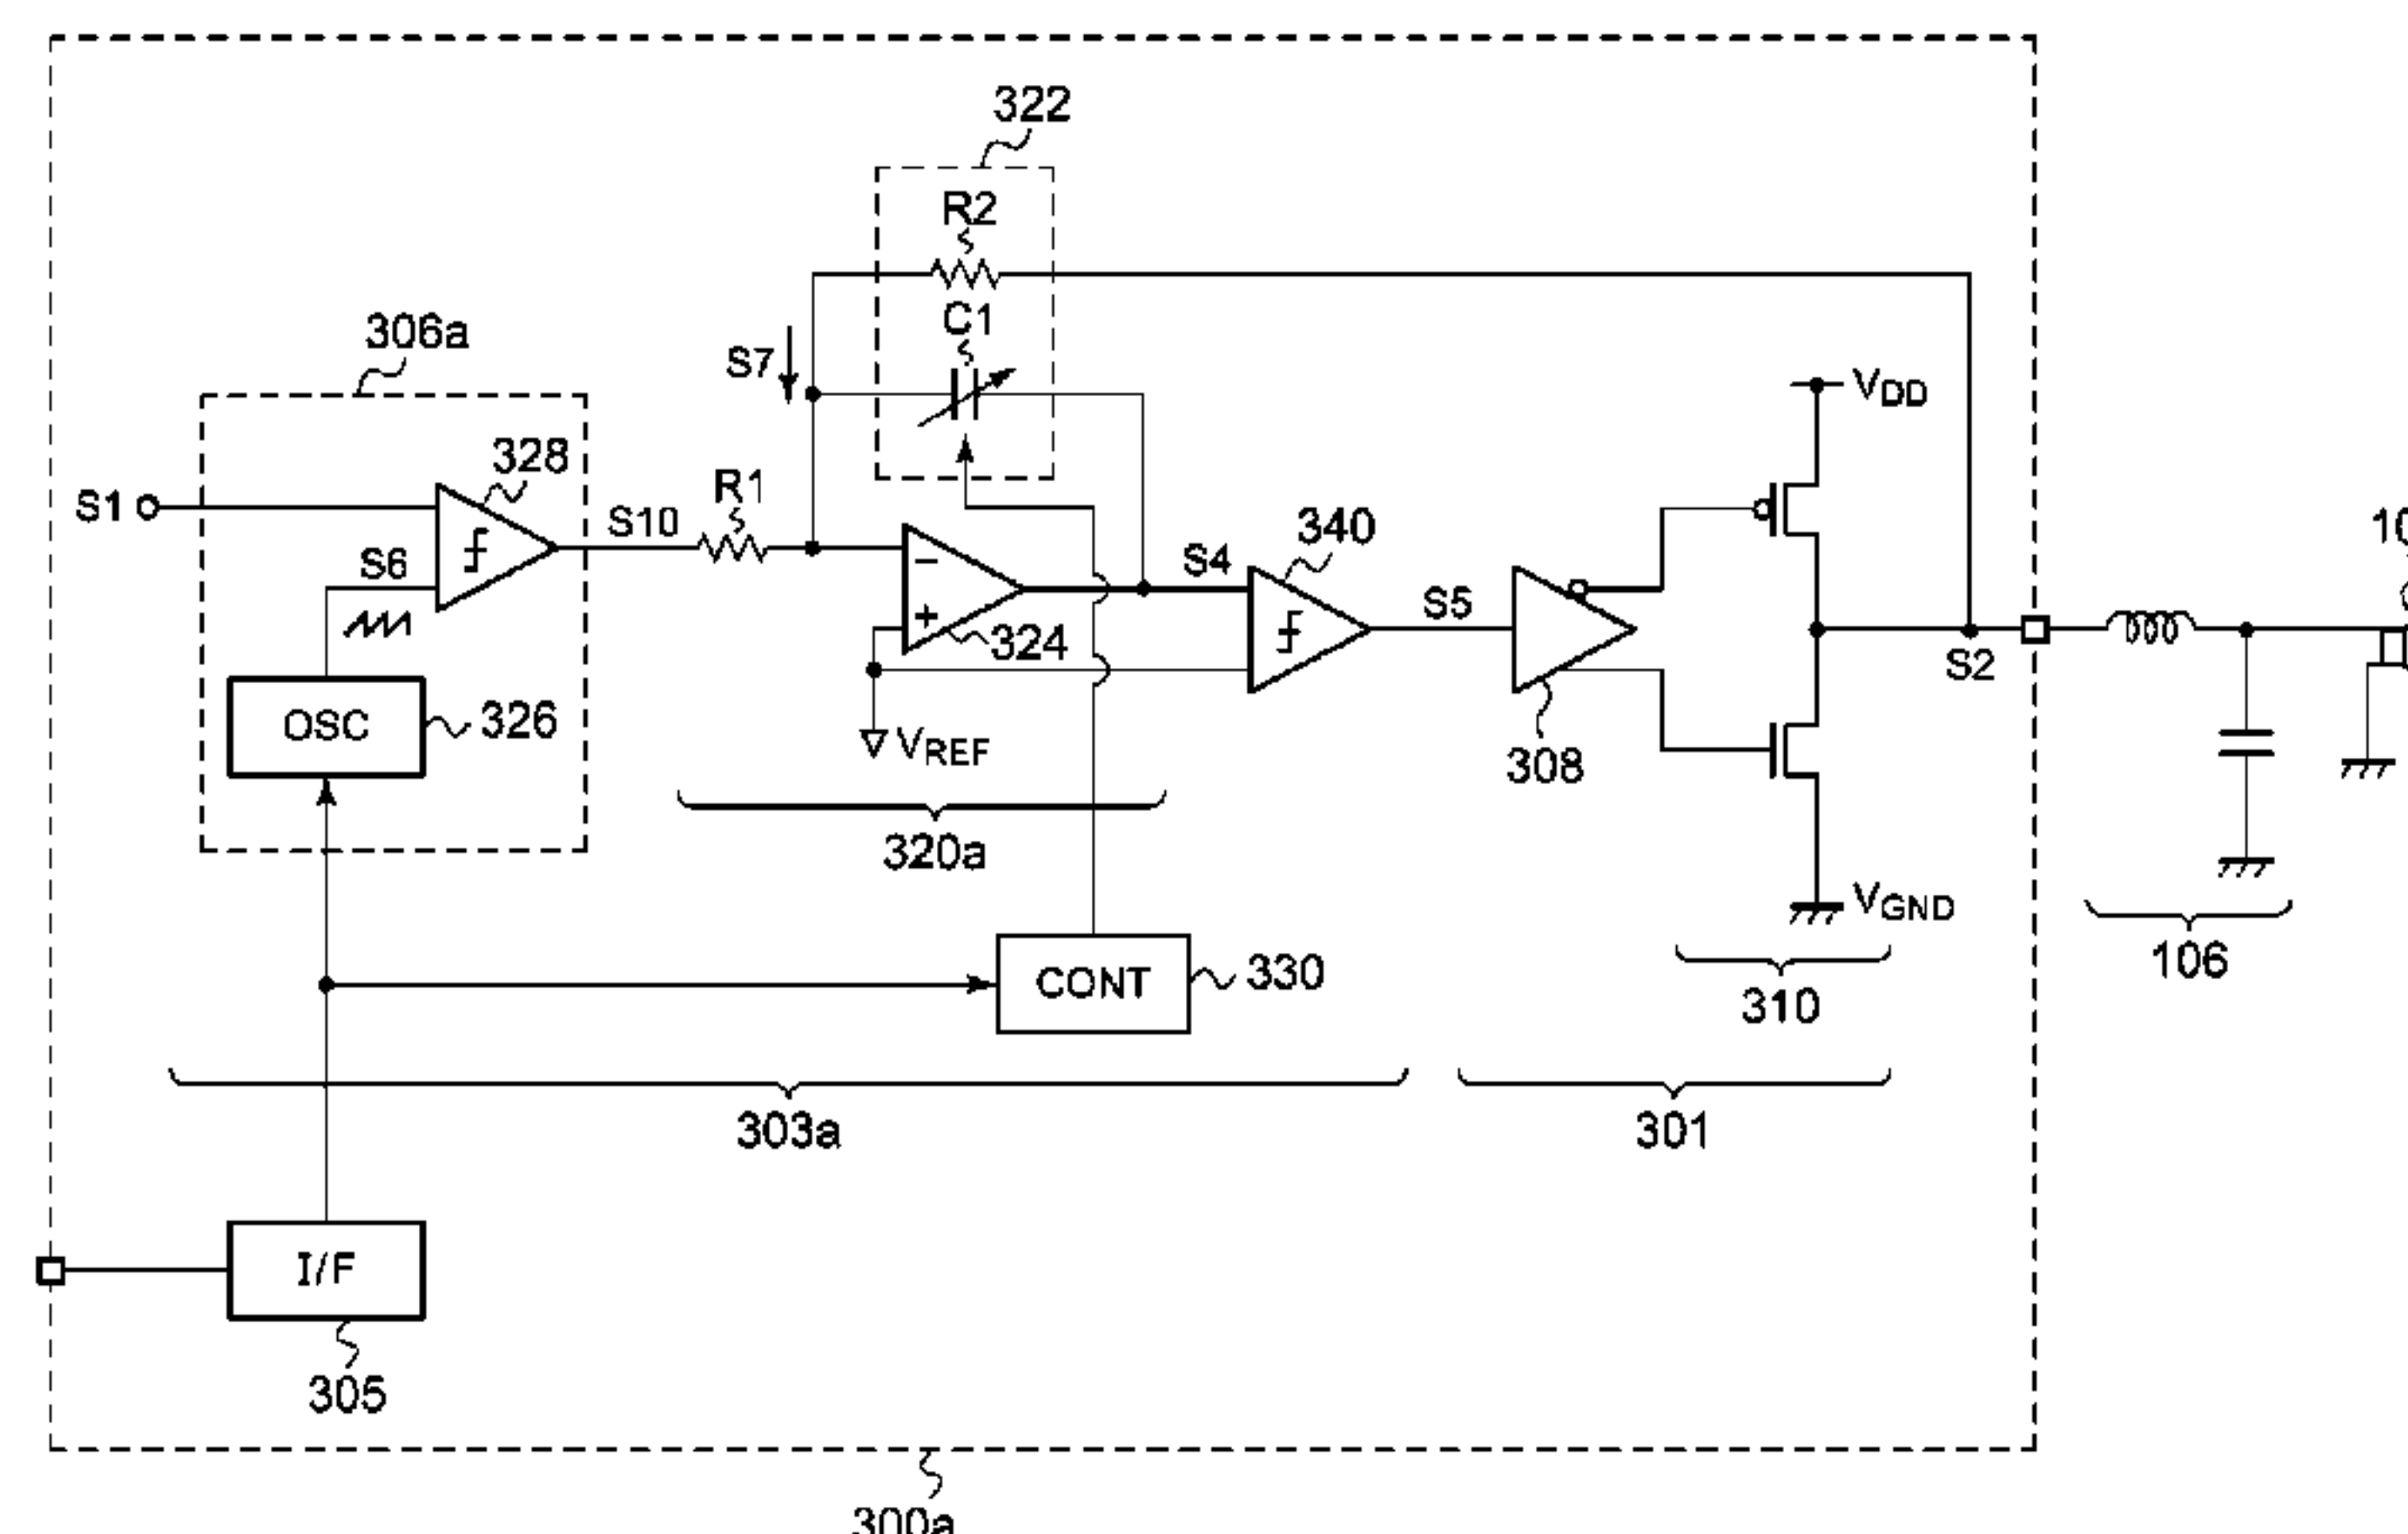 322
R2
C1
306a
S7
VDD
328
R1
S1
S10
340
S6
S4
S5
−
+
324
S2
OSC
326
VREF
308
320a
VGND
106
CONT
330
310
303a
301
I/F
305
300a